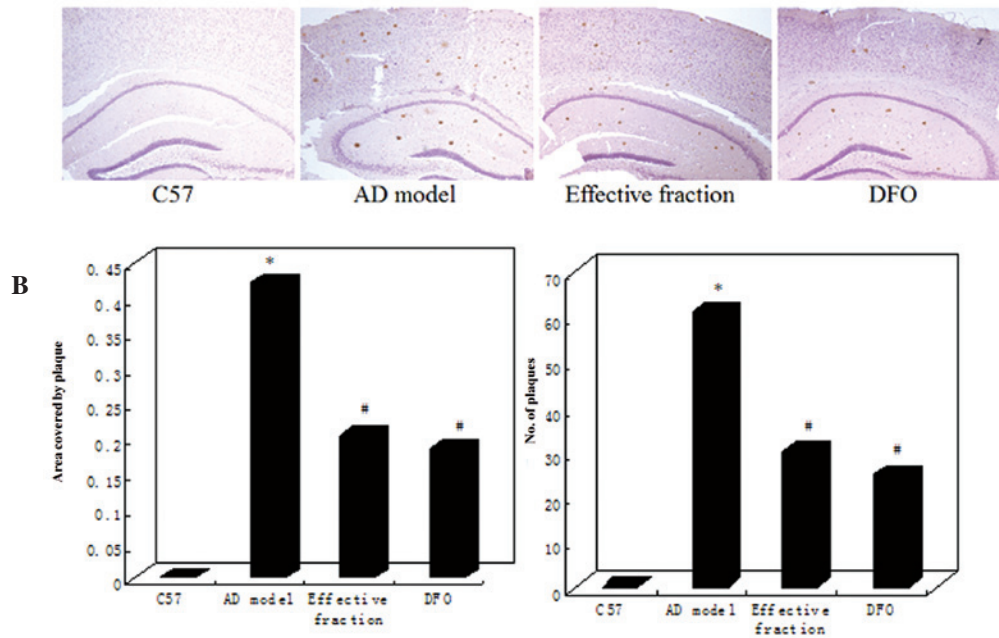 C57
AD model
Effective fraction
DFO
B
Area covered by plaque
0.45
0.4
0.35
0.3
0.25
0.2
0.15
0.1
0.05
0
*
#
#
C57
AD model
Effective
fraction
DFO
No. of plaques
70
60
50
40
30
20
10
0
*
#
#
C57
AD model
Effective
fraction
DFO